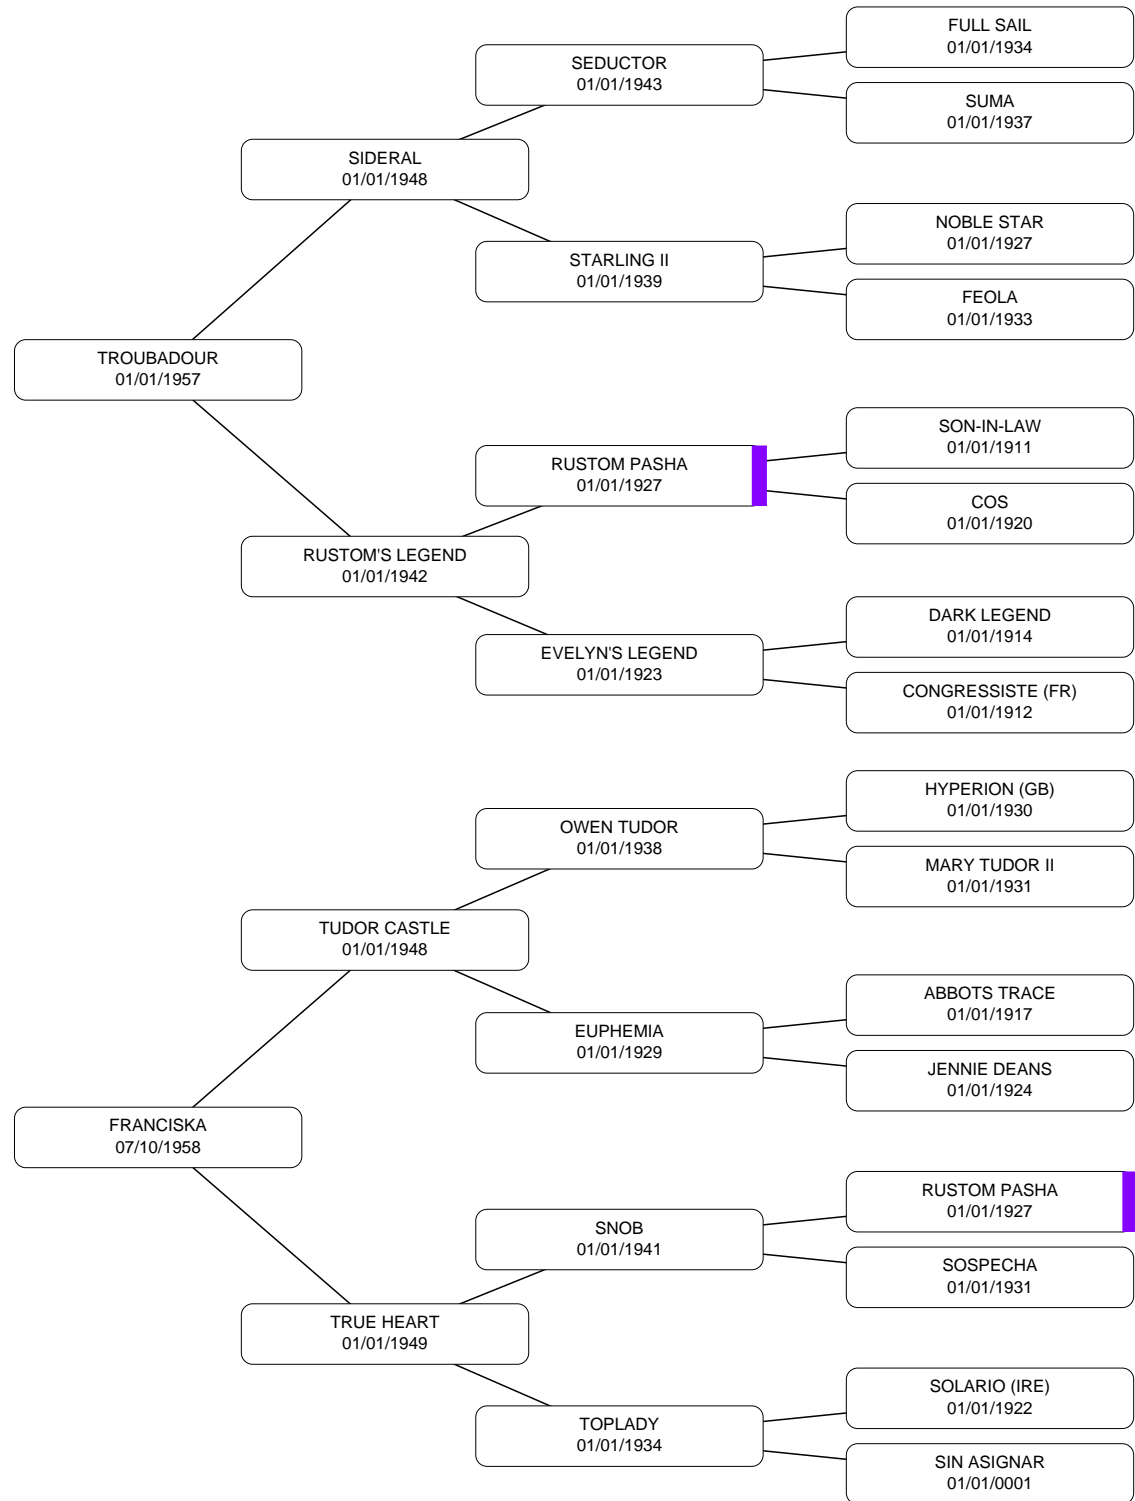 FULL SAIL
01/01/1934
SEDUCTOR
01/01/1943
SUMA
01/01/1937
SIDERAL
01/01/1948
NOBLE STAR
01/01/1927
STARLING II
01/01/1939
FEOLA
01/01/1933
TROUBADOUR
01/01/1957
SON-IN-LAW
01/01/1911
RUSTOM PASHA
01/01/1927
COS
01/01/1920
RUSTOM'S LEGEND
01/01/1942
DARK LEGEND
01/01/1914
EVELYN'S LEGEND
01/01/1923
CONGRESSISTE (FR)
01/01/1912
HYPERION (GB)
01/01/1930
OWEN TUDOR
01/01/1938
MARY TUDOR II
01/01/1931
TUDOR CASTLE
01/01/1948
ABBOTS TRACE
01/01/1917
EUPHEMIA
01/01/1929
JENNIE DEANS
01/01/1924
FRANCISKA
07/10/1958
RUSTOM PASHA
01/01/1927
SNOB
01/01/1941
SOSPECHA
01/01/1931
TRUE HEART
01/01/1949
SOLARIO (IRE)
01/01/1922
TOPLADY
01/01/1934
SIN ASIGNAR
01/01/0001